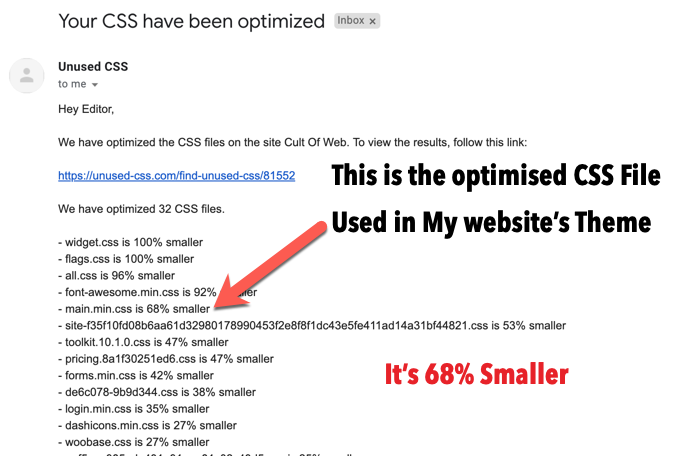 Your CSS have been optimized Inbox x
Unused CSS
to me
Hey Editor,
We have optimized the CSS files on the site Cult Of Web. To view the results, follow this link:
https://unused-css.com/find-unused-css/81552
This is the optimised CSS File
Used in My website's Theme
We have optimized 32 CSS files.
- widget.css is 100% smaller
- flags.css is 100% smaller
- all.css is 96% smaller
- font-awesome.min.css is 92%
- main.min.css is 68% smaller
- site-f35f10fd08b6aa61d32980178990453f2e8f8f1dc43e5fe411ad14a31bf44821.css is 53% smaller
- toolkit.10.1.0.css is 47% smaller
- pricing.8a1f30251ed6.css is 47% smaller
It's 68% Smaller
- forms.min.css is 42% smaller
- de6c078-9b9d344.css is 38% smaller
- login.min.css is 35% smaller
- dashicons.min.css is 27% smaller
- woobase.css is 27% smaller